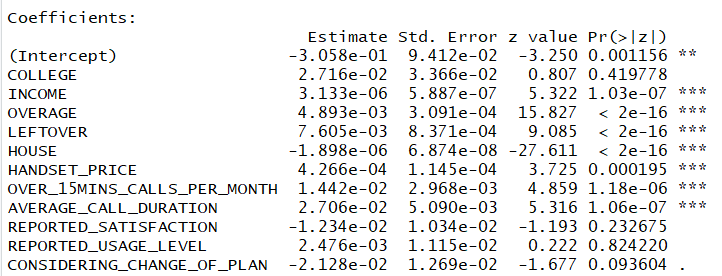 Coefficients:
Estimate Std. Error z value Pr(>|z|)
(Intercept) -3.058e-01 9.412e-02 -3.250 0.001156 **
COLLEGE 2.716e-02 3.366e-02 0.807 0.419778
INCOME 3.133e-06 5.887e-07 5.322 1.03e-07 ***
OVERAGE 4.893e-03 3.091e-04 15.827 < 2e-16 ***
LEFTOVER 7.605e-03 8.371e-04 9.085 < 2e-16 ***
HOUSE -1.898e-06 6.874e-08 -27.611 < 2e-16 ***
HANDSET_PRICE 4.266e-04 1.145e-04 3.725 0.000195 ***
OVER_15MINS_CALLS_PER_MONTH 1.442e-02 2.968e-03 4.859 1.18e-06 ***
AVERAGE_CALL_DURATION 2.706e-02 5.090e-03 5.316 1.06e-07 ***
REPORTED_SATISFACTION -1.234e-02 1.034e-02 -1.193 0.232675
REPORTED_USAGE_LEVEL 2.476e-03 1.115e-02 0.222 0.824220
CONSIDERING_CHANGE_OF_PLAN -2.128e-02 1.269e-02 -1.677 0.093604 .